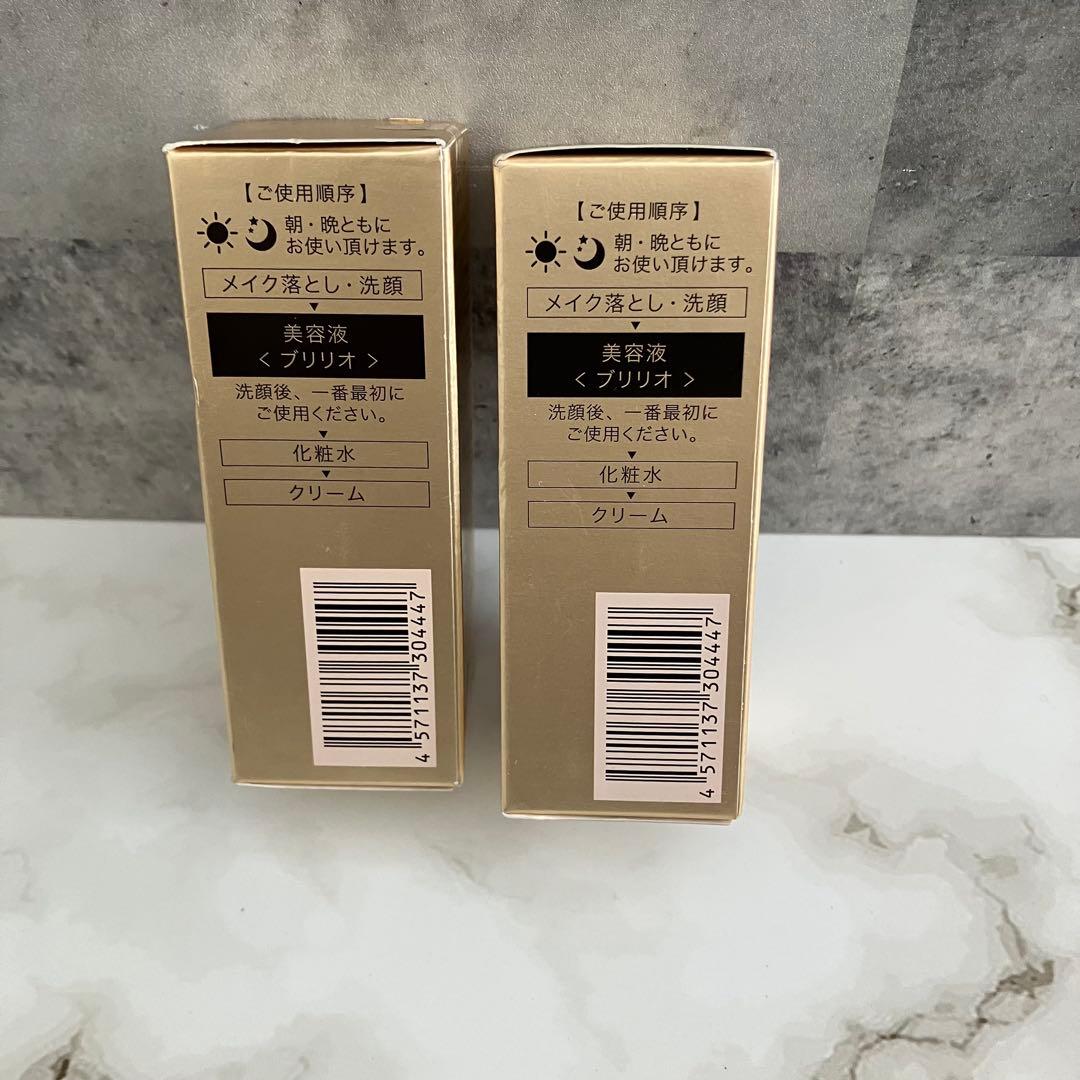 【ご使用順序】
朝・晩ともに
お使い頂けます。
メイク落とし・洗顔
美容液
〈 ブリリオ 〉
洗顔後、一番最初に
ご使用ください。
化粧水
クリーム
4 571137 304447
【ご使用順序】
朝・晩ともに
お使い頂けます。
メイク落とし・洗顔
美容液
〈 ブリリオ 〉
洗顔後、一番最初に
ご使用ください。
化粧水
クリーム
4 571137 304447